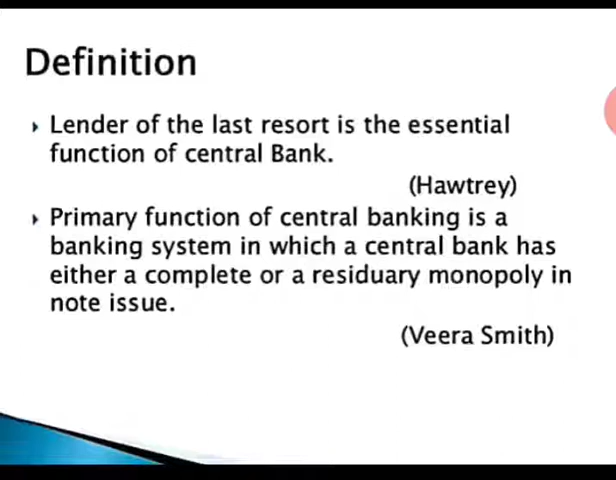 Definition
Lender of the last resort is the essential
function of central Bank.
(Hawtrey)
Primary function of central banking is a
banking system in which a central bank has
either a complete or a residuary monopoly in
note issue.
(Veera Smith)